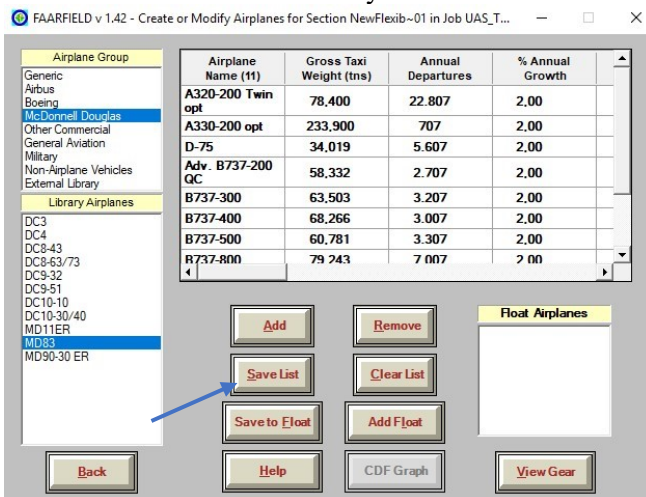 FAARFIELD v 1.42 - Create or Modify Airplanes for Section NewFlexib~01 in Job UAS_T...
Airplane Group
Generic
Airbus
Boeing
McDonnell Douglas
Other Commercial
General Aviation
Military
Non-Airplane Vehicles
External Library
Library Airplanes
DC3
DC4
DC8-43
DC8-63/73
DC9-32
DC9-51
DC10-10
DC10-30/40
MD11ER
MD83
MD90-30 ER
Airplane Name (11) Gross Taxi Weight (tns) Annual Departures % Annual Growth
A320-200 Twin opt 78,400 22.807 2,00
A330-200 opt 233,900 707 2,00
D-75 34,019 5.607 2,00
Adv. B737-200 QC 58,332 2.707 2,00
B737-300 63,503 3.207 2,00
B737-400 68,266 3.007 2,00
B737-500 60,781 3.307 2,00
B737-800 79,243 7.007 2,00
Add Remove
Save List Clear List
Save to Float Add Float
Float Airplanes
Back Help CDF Graph View Gear